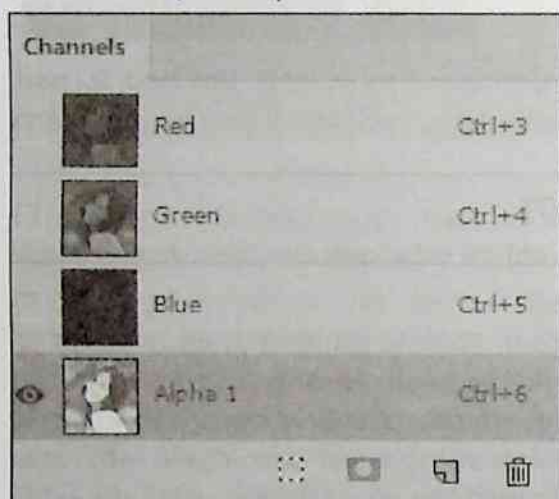 Channels
Red Ctrl+3
Green Ctrl+4
Blue Ctrl+5
Alpha 1 Ctrl+6